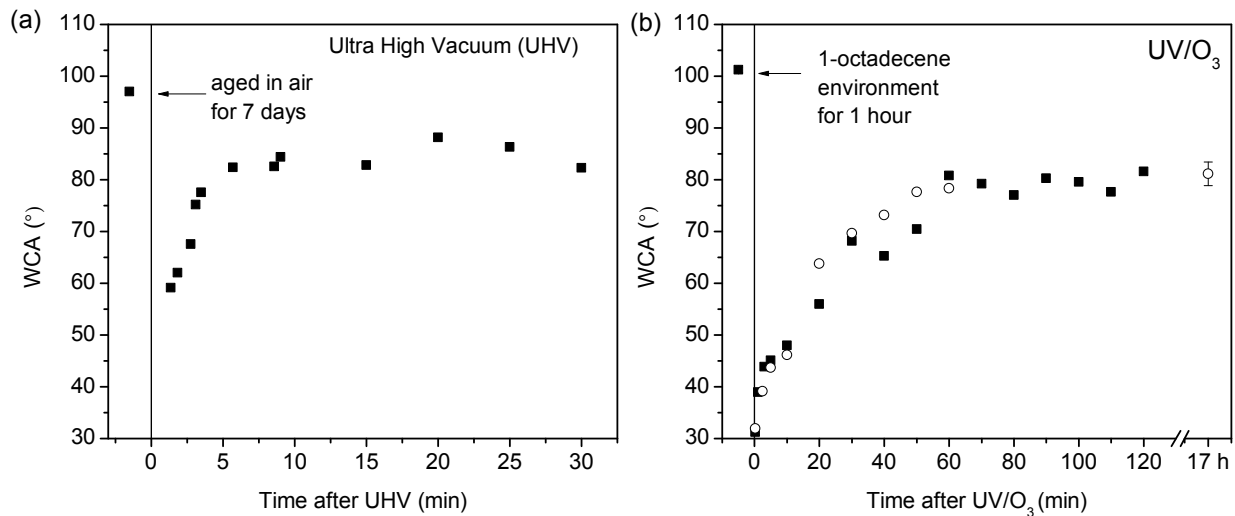 (a)
Ultra High Vacuum (UHV)
aged in air
for 7 days
WCA (°)
110
100
90
80
70
60
50
40
30
0
5
10
15
20
25
30
Time after UHV (min)
(b)
UV/O₃
1-octadecene
environment
for 1 hour
WCA (°)
110
100
90
80
70
60
50
40
30
0
20
40
60
80
100
120
17 h
Time after UV/O₃ (min)